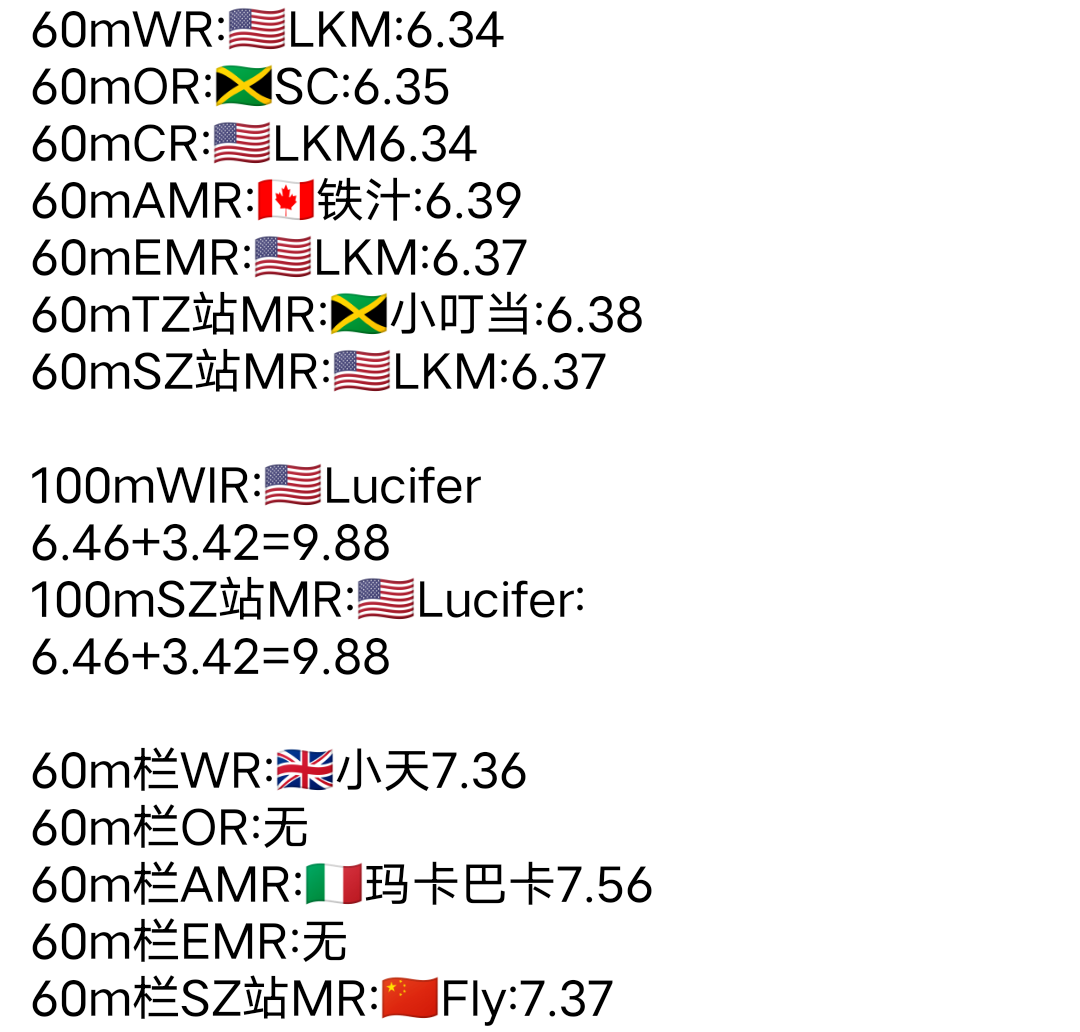 60mWR:🇺🇸LKM:6.34
60mOR:🇯🇲SC:6.35
60mCR:🇺🇸LKM6.34
60mAMR:🇨🇦铁汁:6.39
60mEMR:🇺🇸LKM:6.37
60mTZ站MR:🇯🇲小叮当:6.38
60mSZ站MR:🇺🇸LKM:6.37
100mWIR:🇺🇸Lucifer
6.46+3.42=9.88
100mSZ站MR:🇺🇸Lucifer:
6.46+3.42=9.88
60m栏WR:🇬🇧小天7.36
60m栏OR:无
60m栏AMR:🇮🇹玛卡巴卡7.56
60m栏EMR:无
60m栏SZ站MR:🇨🇳Fly:7.37